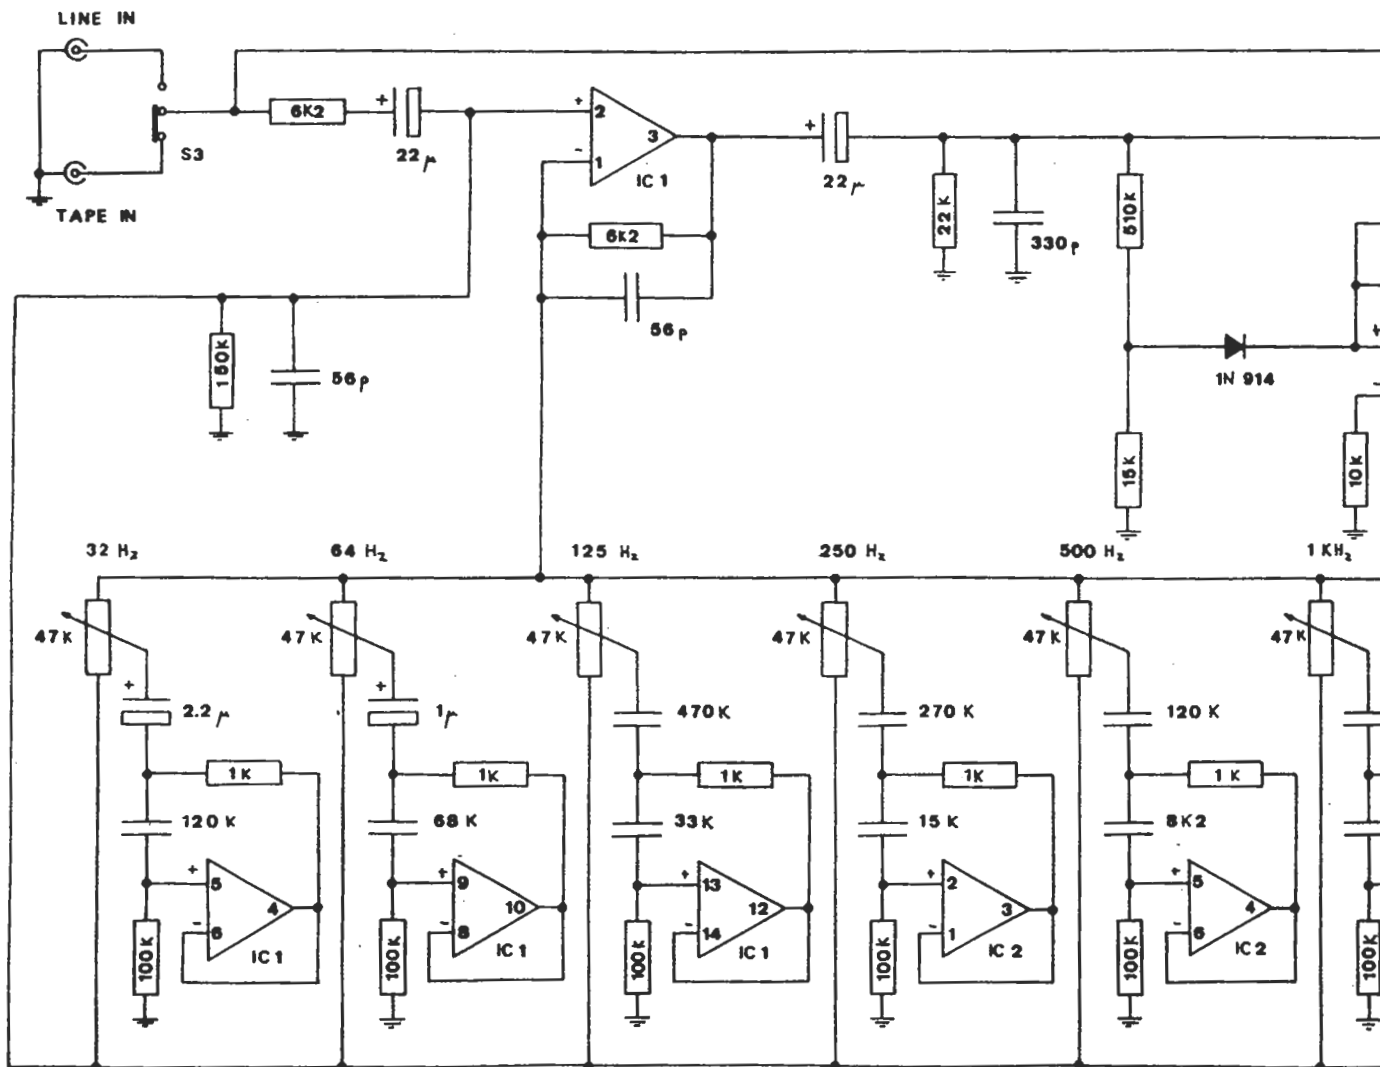 LINE IN
TAPE IN
S3
6K2
+
22µ
+ 2
- 1
3
IC 1
6K2
56p
+
22µ
22K
330p
510k
1N 914
+
-
15K
10k
150K
56p
32 Hz
64 Hz
125 Hz
250 Hz
500 Hz
1 KHz
47K
47K
47K
47K
47K
47K
+
2.2µ
+
1µ
470K
270 K
120 K
1K
1K
1K
1K
1K
120 K
68 K
33K
15 K
8K2
+ 5
- 6
4
IC 1
+ 9
- 8
10
IC 1
+ 13
- 14
12
IC 1
+ 2
- 1
3
IC 2
+ 5
- 6
4
IC 2
100k
100k
100k
100k
100k
100k